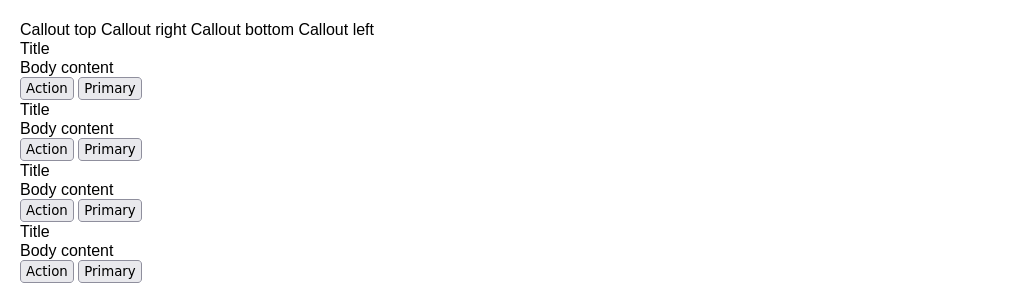 Callout top Callout right Callout bottom Callout left
Title
Body content
Action Primary
Title
Body content
Action Primary
Title
Body content
Action Primary
Title
Body content
Action Primary